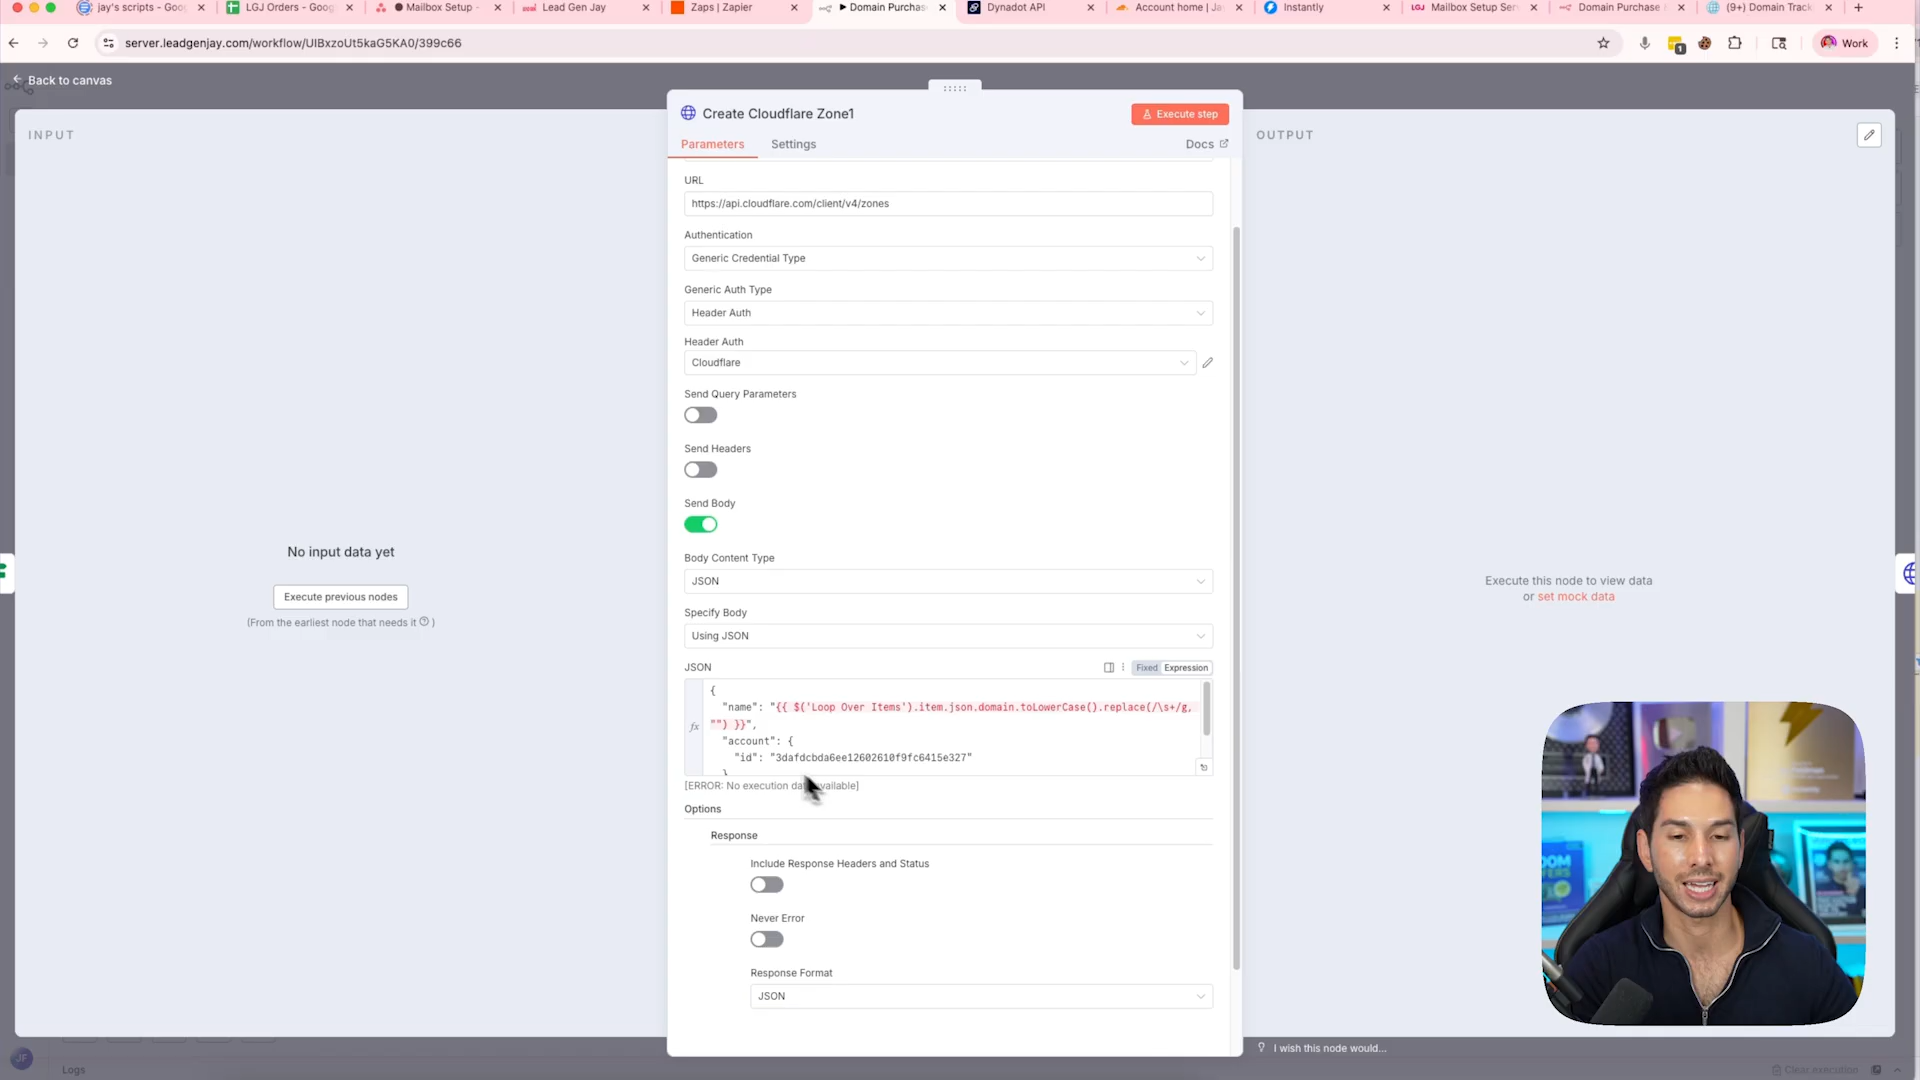 jay's scripts - Goog
LGJ Orders - Goog
Mailbox Setup -
Lead Gen Jay
Zaps | Zapier
Domain Purchas
Dynadot API
Account home | Ja
Instantly
LGJ
Mailbox Setup Ser
Domain Purchase
(9+) Domain Track
server.leadgenjay.com/workflow/UIBxzoUt5kaG5KA0/399c66
1
Work
Back to canvas
INPUT
No input data yet
Execute previous nodes
(From the earliest node that needs it ?)
Create Cloudflare Zone1
Execute step
Parameters
Settings
Docs
URL
https://api.cloudflare.com/client/v4/zones
Authentication
Generic Credential Type
Generic Auth Type
Header Auth
Header Auth
Cloudflare
Send Query Parameters
Send Headers
Send Body
Body Content Type
JSON
Specify Body
Using JSON
JSON
Fixed
Expression
fx
{
"name": "{{ $('Loop Over Items').item.json.domain.toLowerCase().replace(/\s+/g,
"") }}",
"account": {
"id": "3dafdcbda6ee12602610f9fc6415e327"
}
[ERROR: No execution data available]
Options
Response
Include Response Headers and Status
Never Error
Response Format
JSON
OUTPUT
Execute this node to view data
or set mock data
I wish this node would...
JF
Logs
Clear execution